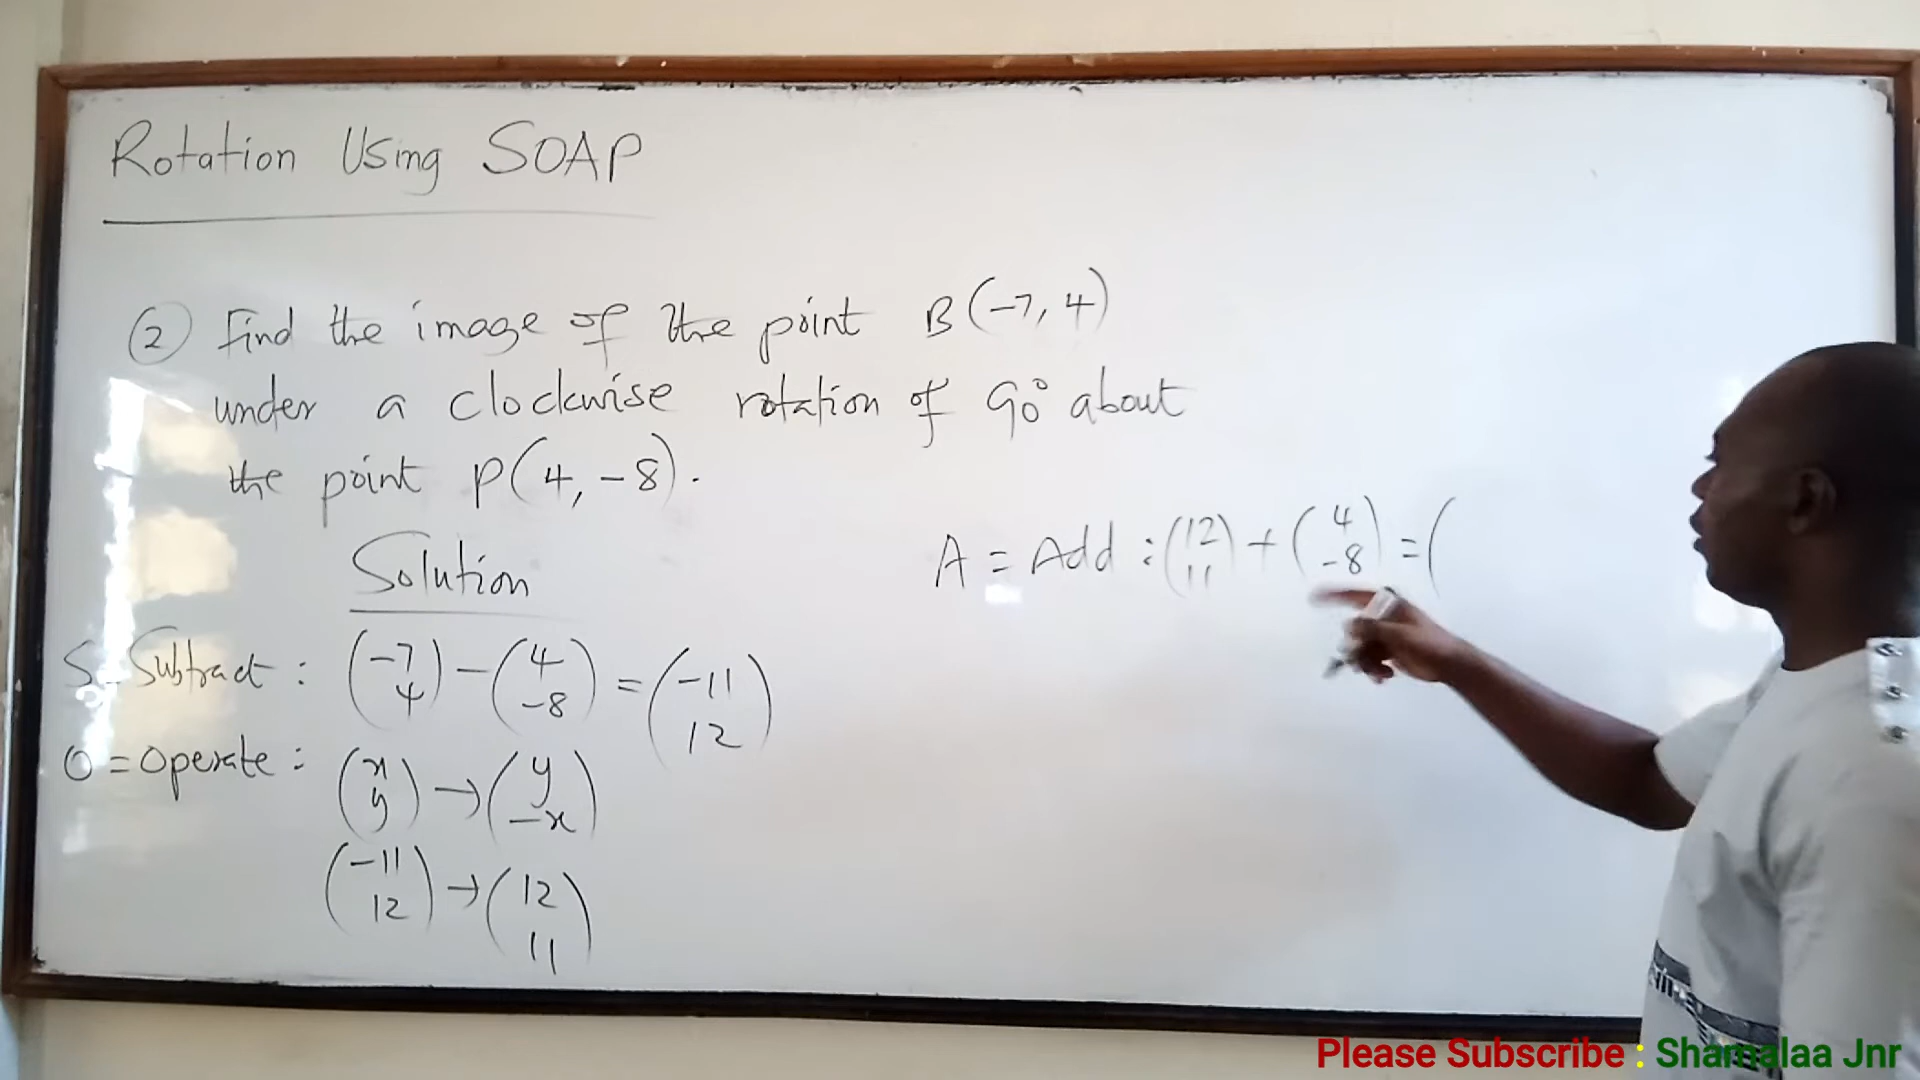 Rotation Using SOAP
② Find the image of the point B(-7, 4)
under a clockwise rotation of 90° about
the point P(4, -8).
Solution
S = Subtract : (-7 4) - (4 -8) = (-11 12)
O = Operate : (x y) → (y -x)
(-11 12) → (12 11)
A = Add : (12 11) + (4 -8) = (
Please Subscribe : Shamalaa Jnr